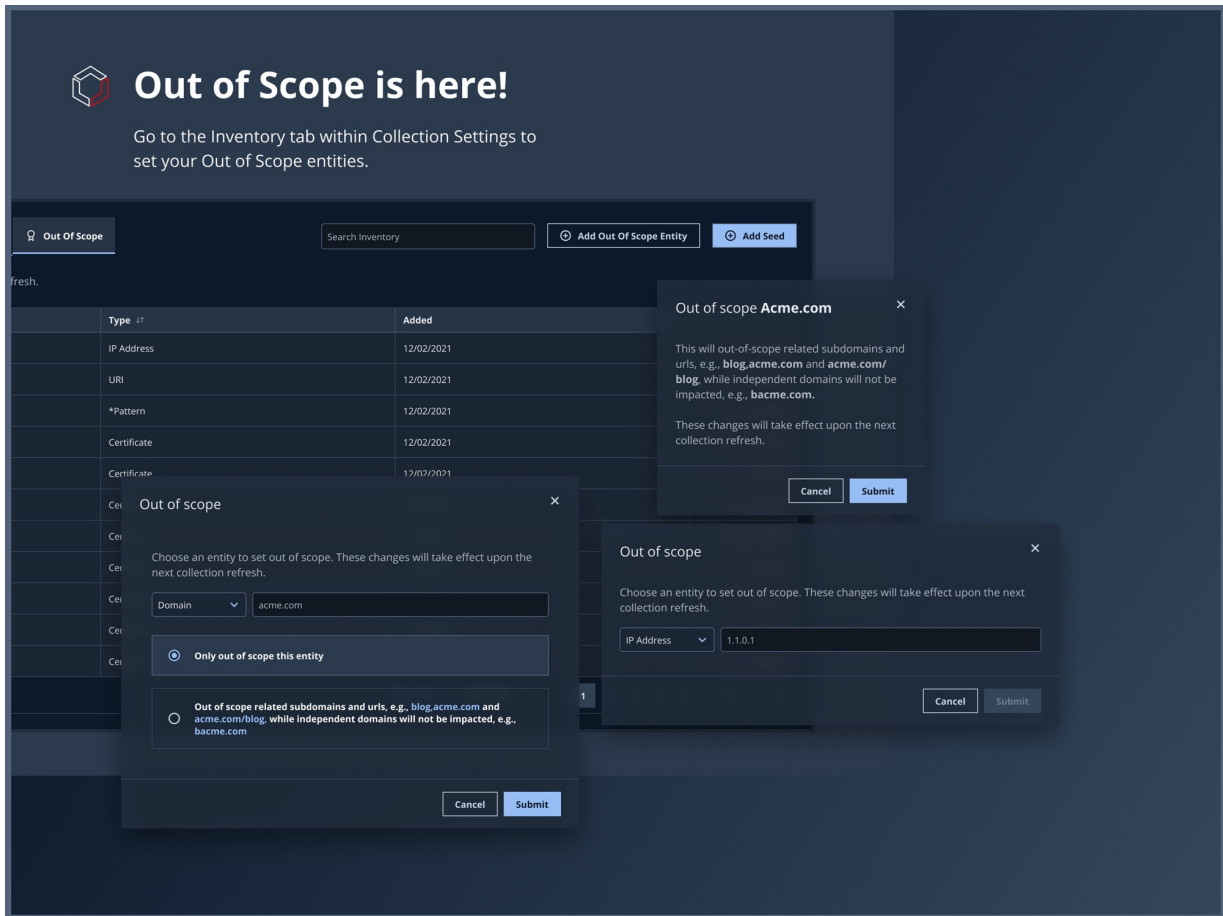 Out of Scope is here!
Go to the Inventory tab within Collection Settings to
set your Out of Scope entities.
Out Of Scope
Search Inventory
Add Out Of Scope Entity
Add Seed
fresh.
Type
Added
IP Address
12/02/2021
URI
12/02/2021
*Pattern
12/02/2021
Certificate
12/02/2021
Certificate
12/02/2021
Cer
Cer
Cer
Cer
Cer
Cer
1
Out of scope Acme.com
This will out-of-scope related subdomains and
urls, e.g., blog,acme.com and acme.com/
blog, while independent domains will not be
impacted, e.g., bacme.com.
These changes will take effect upon the next
collection refresh.
Cancel
Submit
Out of scope
Choose an entity to set out of scope. These changes will take effect upon the
next collection refresh.
Domain
acme.com
Only out of scope this entity
Out of scope related subdomains and urls, e.g., blog,acme.com and
acme.com/blog, while independent domains will not be impacted, e.g.,
bacme.com
Cancel
Submit
Out of scope
Choose an entity to set out of scope. These changes will take effect upon the next
collection refresh.
IP Address
1.1.0.1
Cancel
Submit